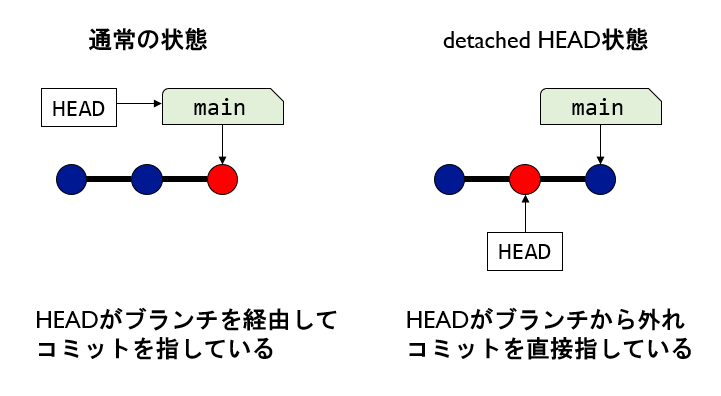 通常の状態
detached HEAD状態
HEAD
main
main
HEAD
HEADがブランチを経由して
コミットを指している
HEADがブランチから外れ
コミットを直接指している